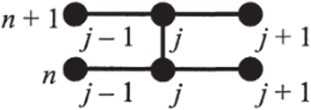 n + 1
j – 1 j j + 1
n
j – 1 j j + 1